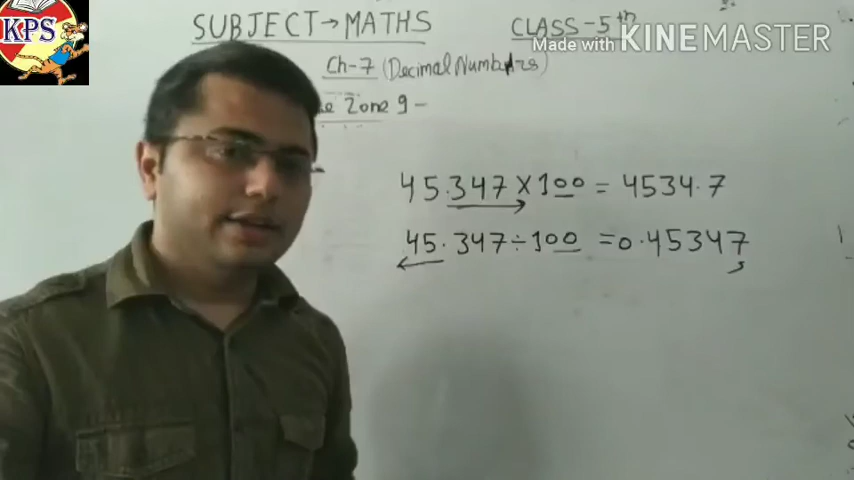 KPS
SUBJECT → MATHS CLASS - 5th
Made with KINEMASTER
Ch-7 (Decimal Numbers)
Zone 9 -
45.347 × 100 = 4534.7
45.347 ÷ 100 = 0.45347